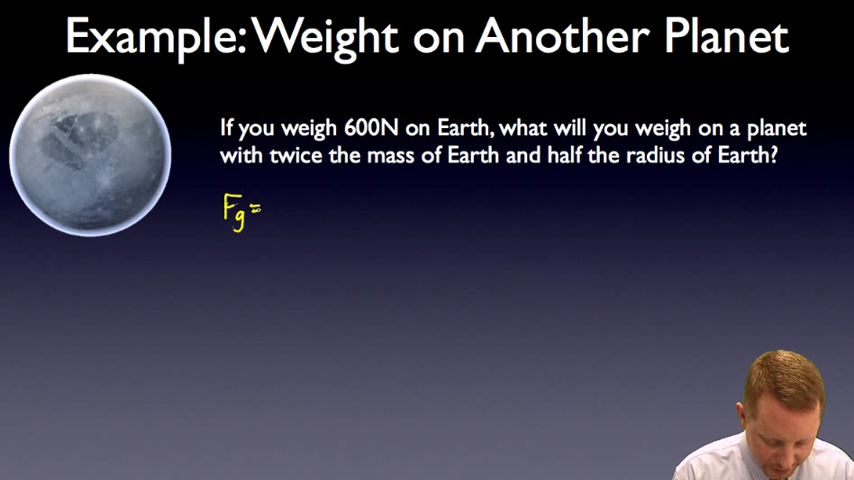 Example: Weight on Another Planet
If you weigh 600N on Earth, what will you weigh on a planet
with twice the mass of Earth and half the radius of Earth?
Fg=